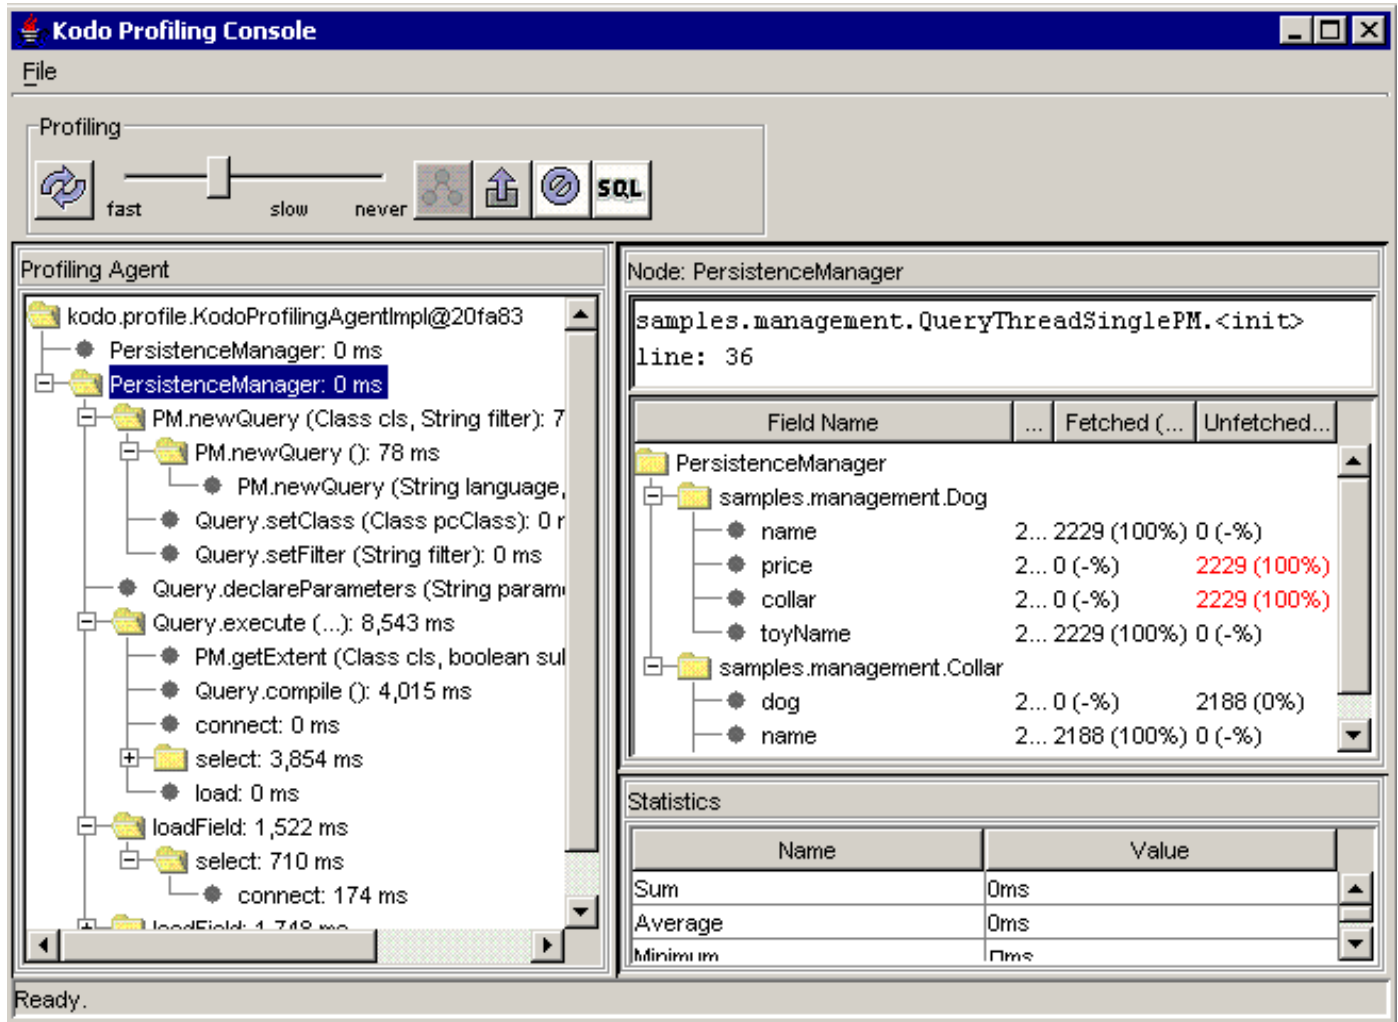 Kodo Profiling Console
File
Profiling
fast slow never SQL
Profiling Agent
kodo.profile.KodoProfilingAgentImpl@20fa83
PersistenceManager: 0 ms
PersistenceManager: 0 ms
PM.newQuery (Class cls, String filter): 7
PM.newQuery (): 78 ms
PM.newQuery (String language,
Query.setClass (Class pcClass): 0 r
Query.setFilter (String filter): 0 ms
Query.declareParameters (String param
Query.execute (...): 8,543 ms
PM.getExtent (Class cls, boolean sul
Query.compile (): 4,015 ms
connect: 0 ms
select: 3,854 ms
load: 0 ms
loadField: 1,522 ms
select: 710 ms
connect: 174 ms
loadField: 1,748 ms
Node: PersistenceManager
samples.management.QueryThreadSinglePM.<init>
line: 36
Field Name ... Fetched (... Unfetched...
PersistenceManager
samples.management.Dog
name 2... 2229 (100%) 0 (-%)
price 2... 0 (-%) 2229 (100%)
collar 2... 0 (-%) 2229 (100%)
toyName 2... 2229 (100%) 0 (-%)
samples.management.Collar
dog 2... 0 (-%) 2188 (0%)
name 2... 2188 (100%) 0 (-%)
Statistics
Name Value
Sum 0ms
Average 0ms
Minimum 0ms
Ready.